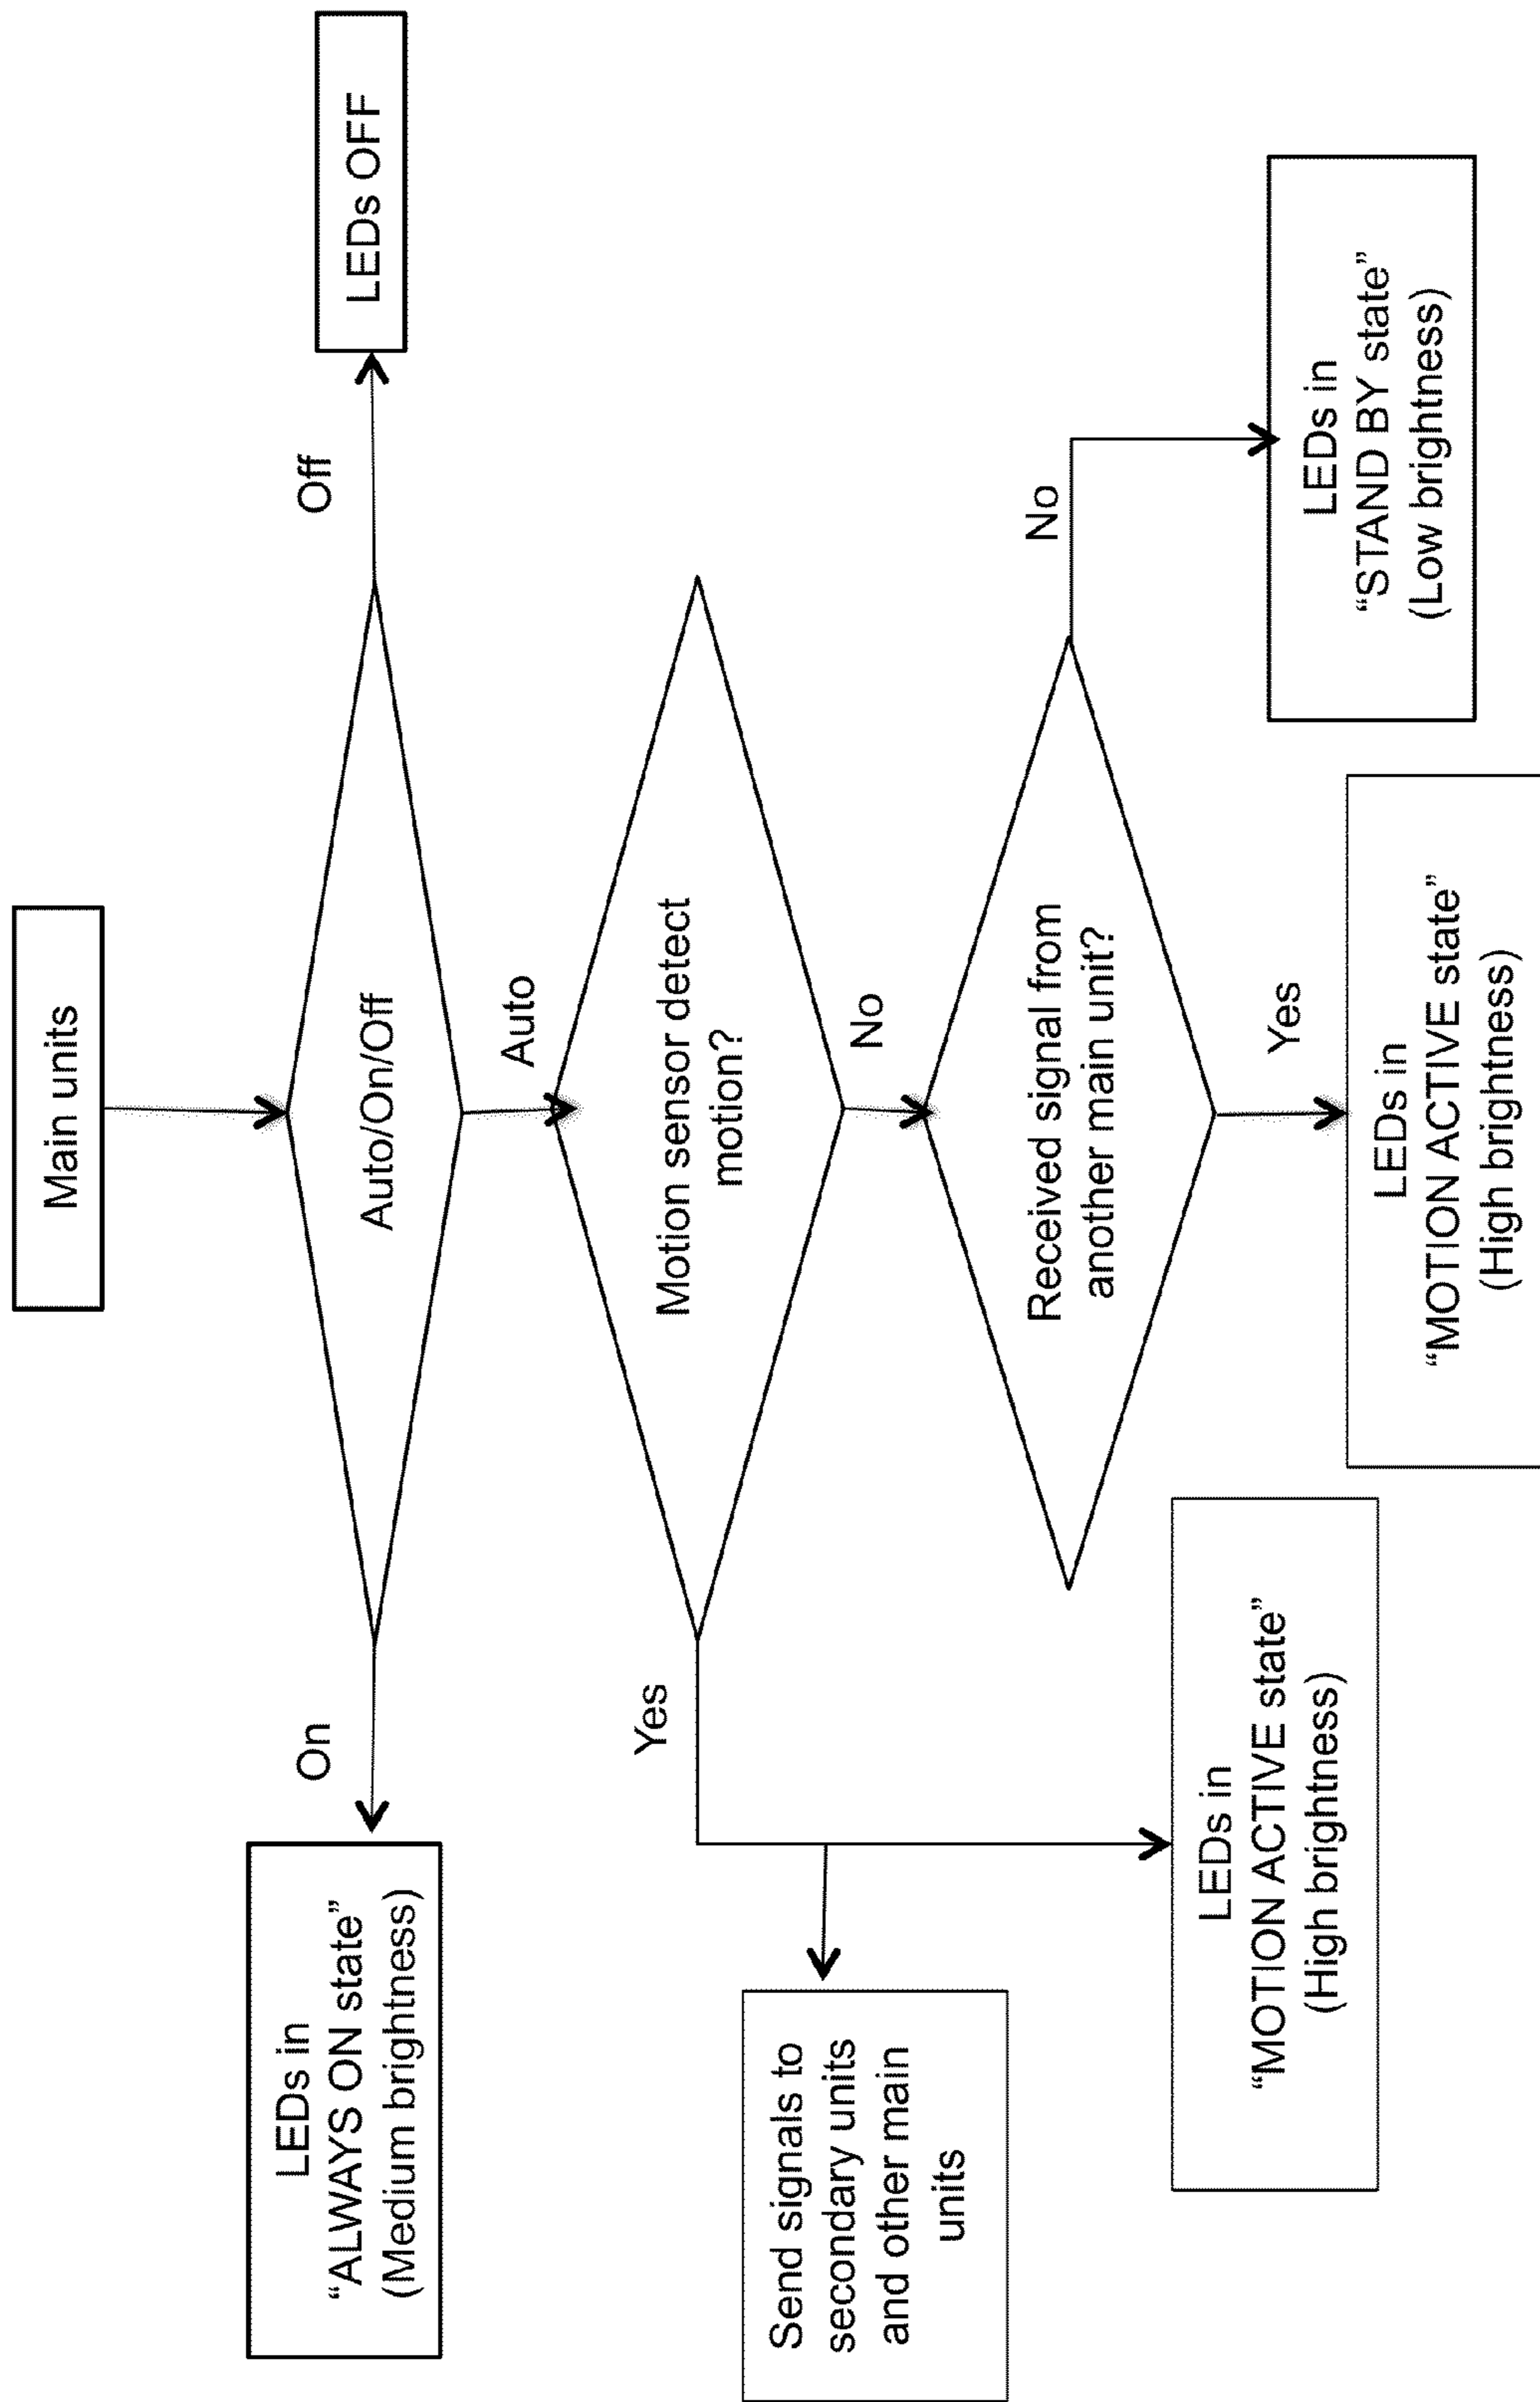 Main units
Auto/On/Off
On
Off
LEDs in
“ALWAYS ON state”
(Medium brightness)
LEDs OFF
Auto
Motion sensor detect
motion?
Yes
No
Send signals to
secondary units
and other main
units
Received signal from
another main unit?
No
Yes
LEDs in
“MOTION ACTIVE state”
(High brightness)
LEDs in
“MOTION ACTIVE state”
(High brightness)
LEDs in
“STAND BY state”
(Low brightness)